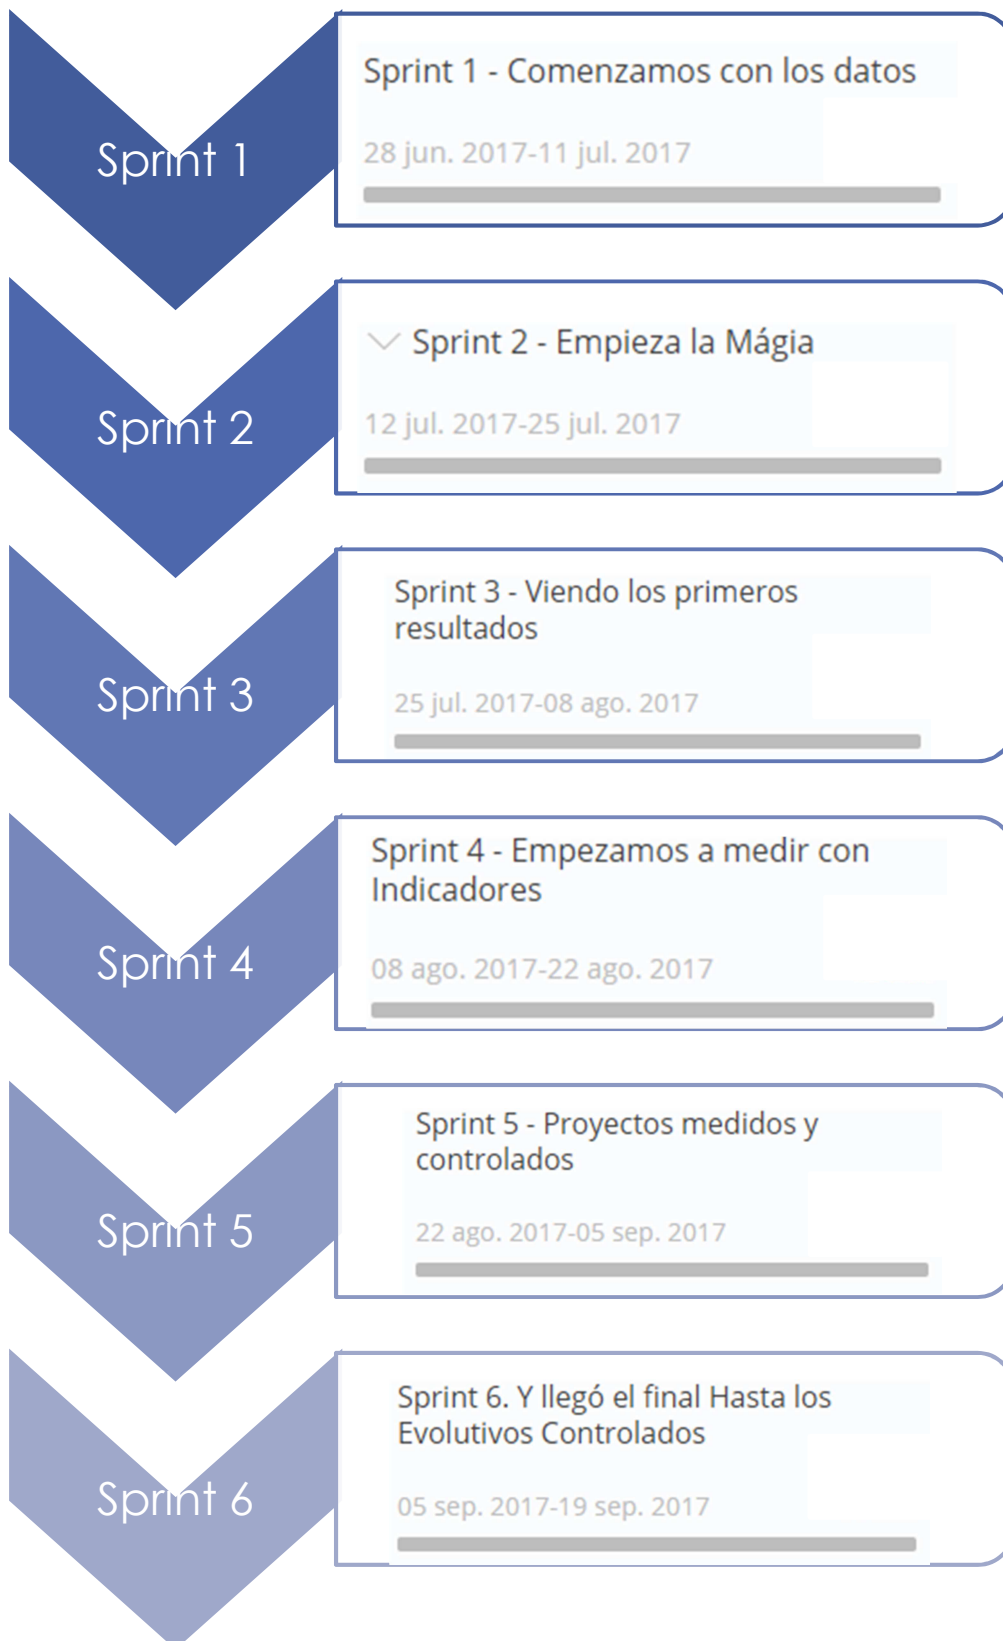 Sprint 1
Sprint 1 - Comenzamos con los datos
28 jun. 2017-11 jul. 2017
Sprint 2
Sprint 2 - Empieza la Mágia
12 jul. 2017-25 jul. 2017
Sprint 3
Sprint 3 - Viendo los primeros
resultados
25 jul. 2017-08 ago. 2017
Sprint 4
Sprint 4 - Empezamos a medir con
Indicadores
08 ago. 2017-22 ago. 2017
Sprint 5
Sprint 5 - Proyectos medidos y
controlados
22 ago. 2017-05 sep. 2017
Sprint 6
Sprint 6. Y llegó el final Hasta los
Evolutivos Controlados
05 sep. 2017-19 sep. 2017